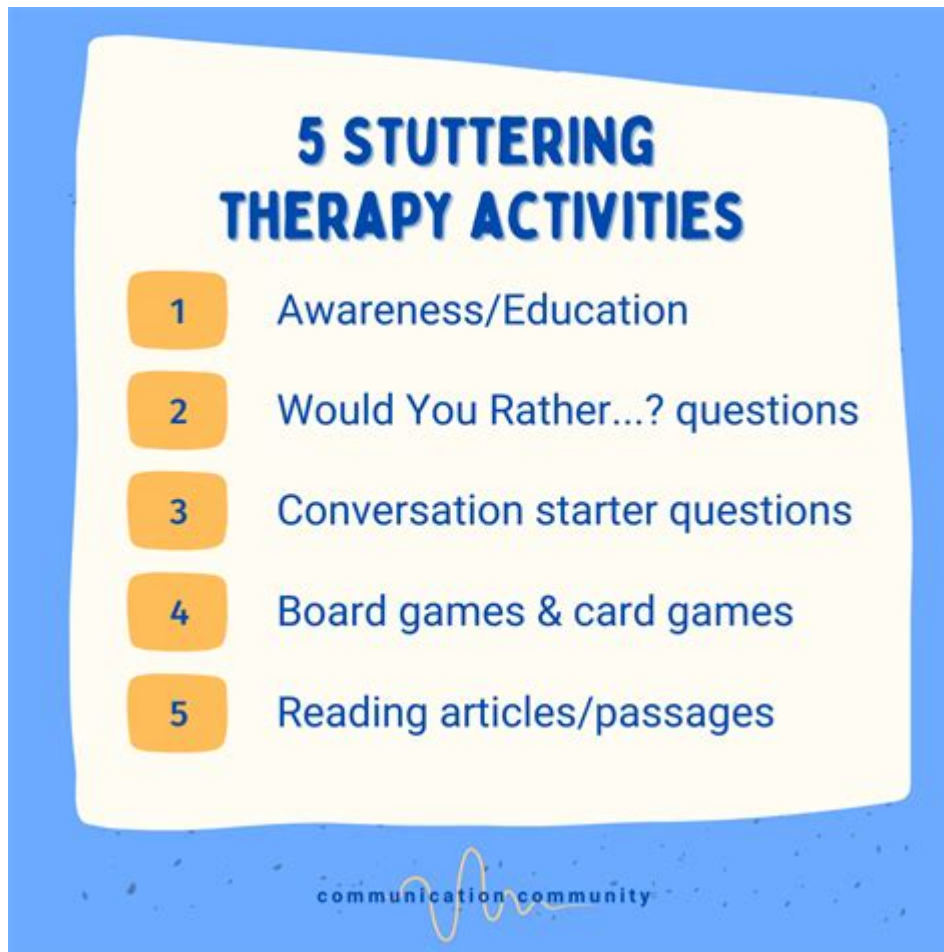 5 STUTTERING
THERAPY ACTIVITIES
1 Awareness/Education
2 Would You Rather...? questions
3 Conversation starter questions
4 Board games & card games
5 Reading articles/passages
communication community